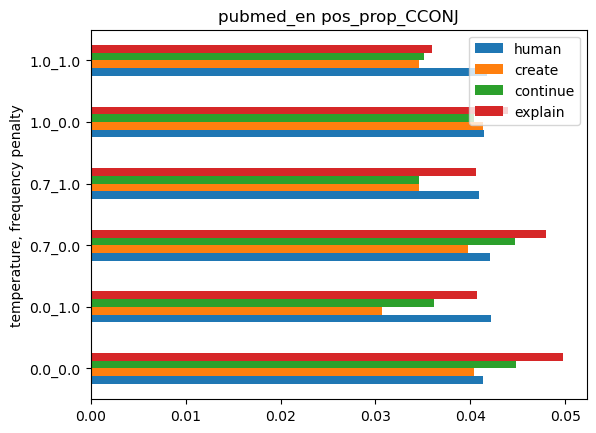 pubmed_en pos_prop_CCONJ
human
create
continue
explain
temperature, frequency penalty
1.0_1.0
1.0_0.0
0.7_1.0
0.7_0.0
0.0_1.0
0.0_0.0
0.00 0.01 0.02 0.03 0.04 0.05